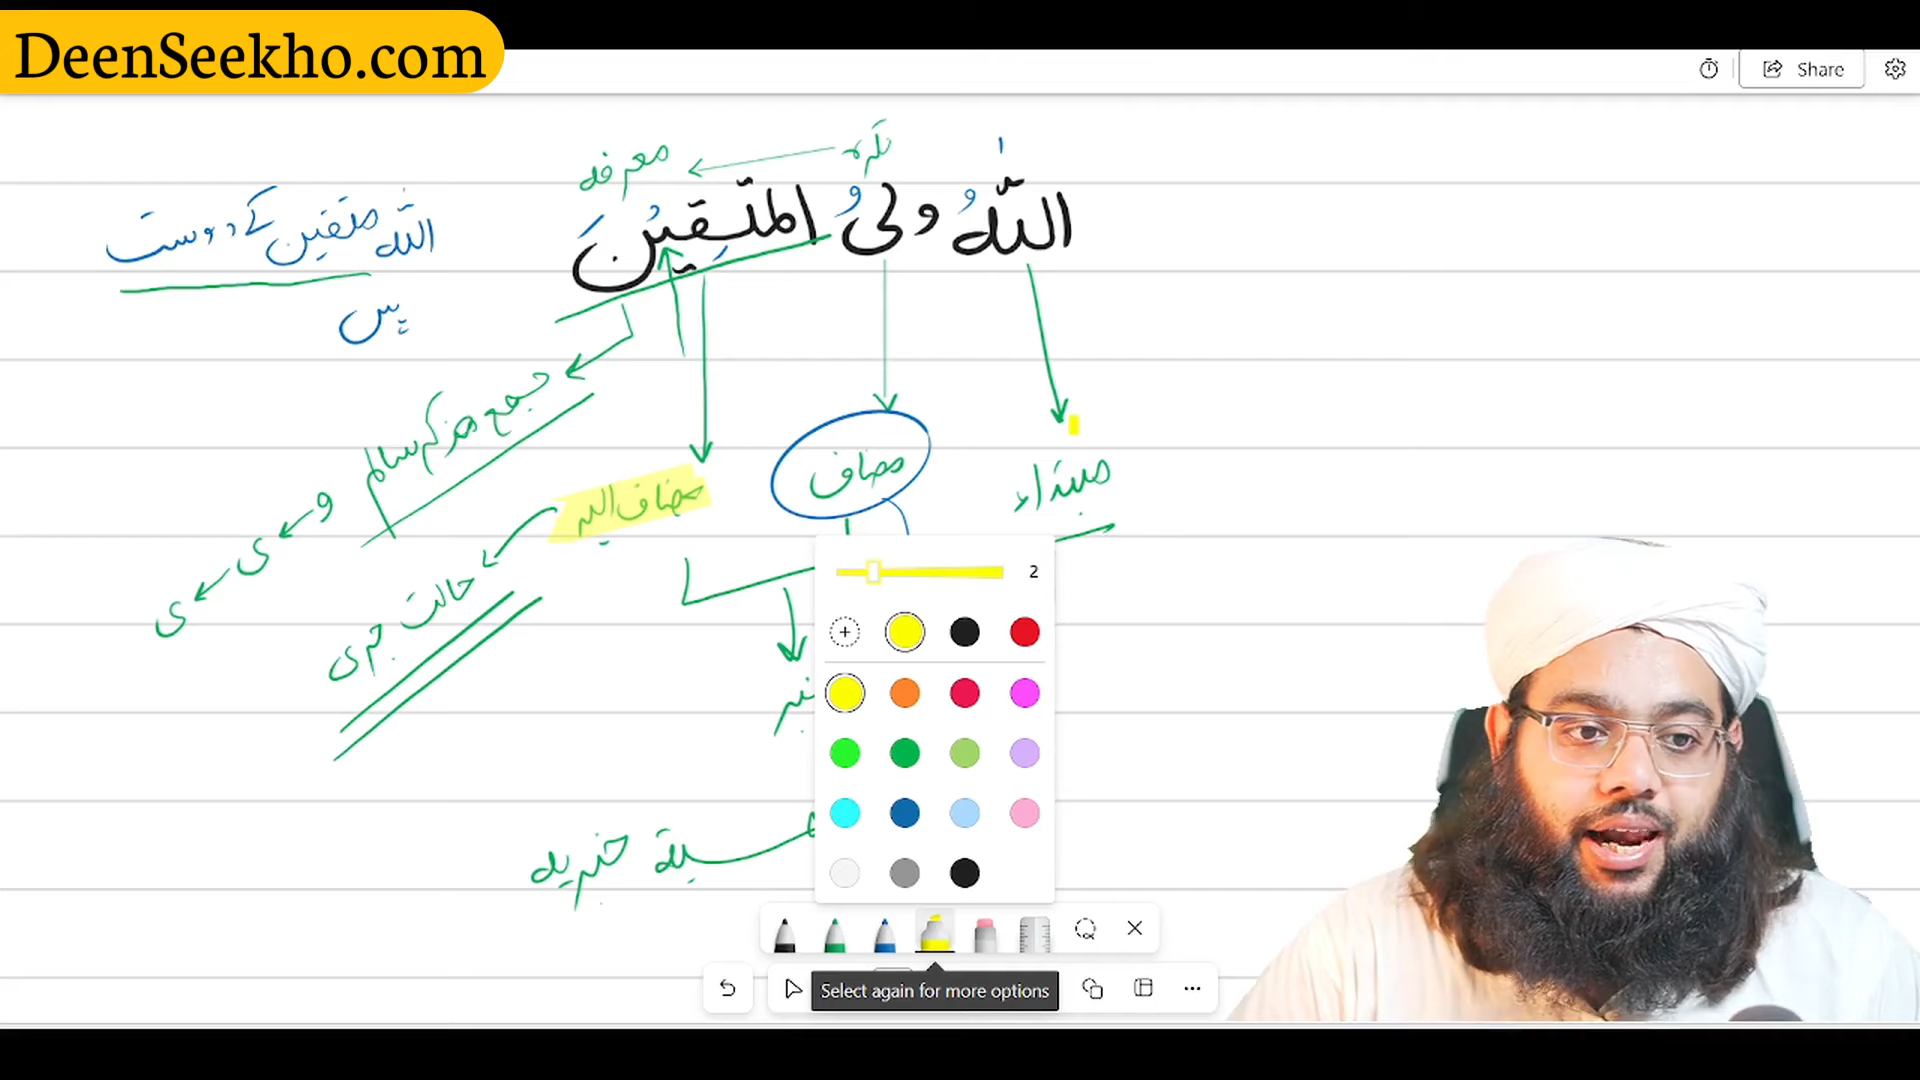 DeenSeekho.com
Share
نکرہ
معرفہ
اللّٰهُ ولیُ المتّقِیْنَ
اللہ متقین کے دوست
ہیں
جمع مذکر سالم
و
ی
ی
مبتداء
مضاف
مضاف الیہ
حالت جری
خبریہ
2
Select again for more options